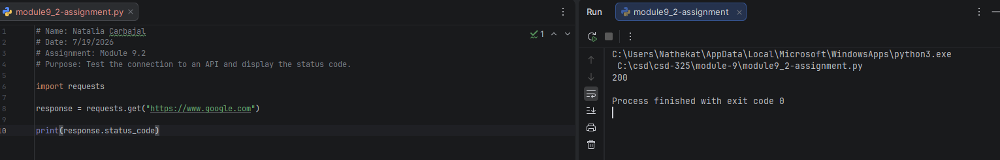 module9_2-assignment.py
1 # Name: Natalia Carbajal
2 # Date: 7/19/2026
3 # Assignment: Module 9.2
4 # Purpose: Test the connection to an API and display the status code.
5
6 import requests
7
8 response = requests.get("https://www.google.com")
9
10 print(response.status_code)
1
Run module9_2-assignment
C:\Users\Nathekat\AppData\Local\Microsoft\WindowsApps\python3.exe
C:\csd\csd-325\module-9\module9_2-assignment.py
200
Process finished with exit code 0